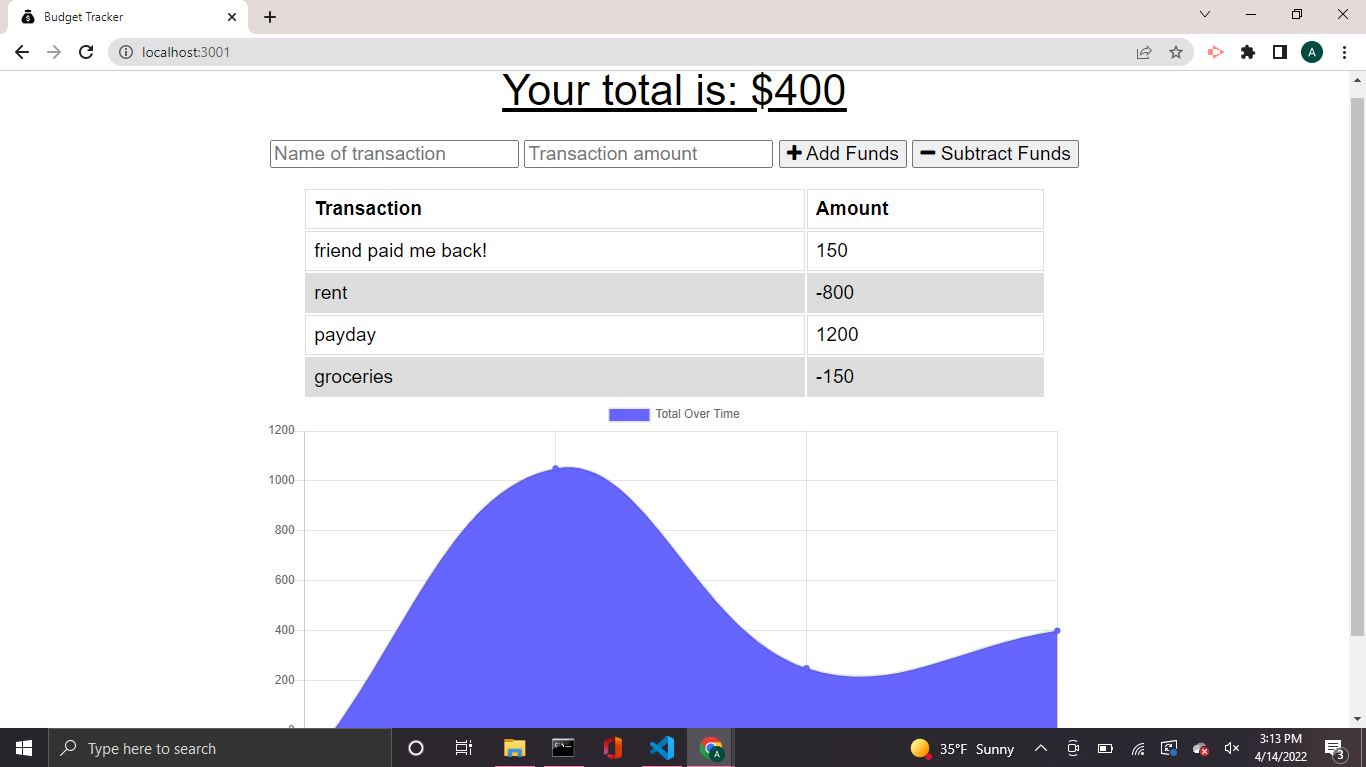 Budget Tracker
localhost:3001
A
Your total is: $400
Name of transaction Transaction amount Add Funds Subtract Funds
Transaction Amount
friend paid me back! 150
rent -800
payday 1200
groceries -150
Total Over Time
1200
1000
800
600
400
200
Type here to search
A
35°F Sunny
3:13 PM
4/14/2022
3